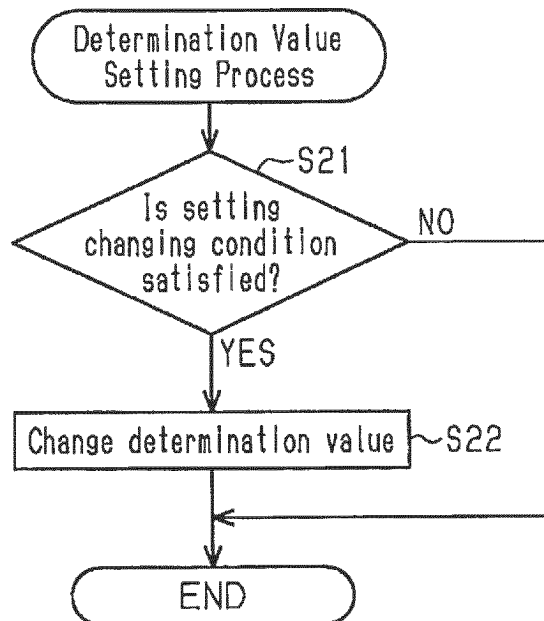 Determination Value
Setting Process
S21
Is setting
changing condition
satisfied?
NO
YES
Change determination value
S22
END